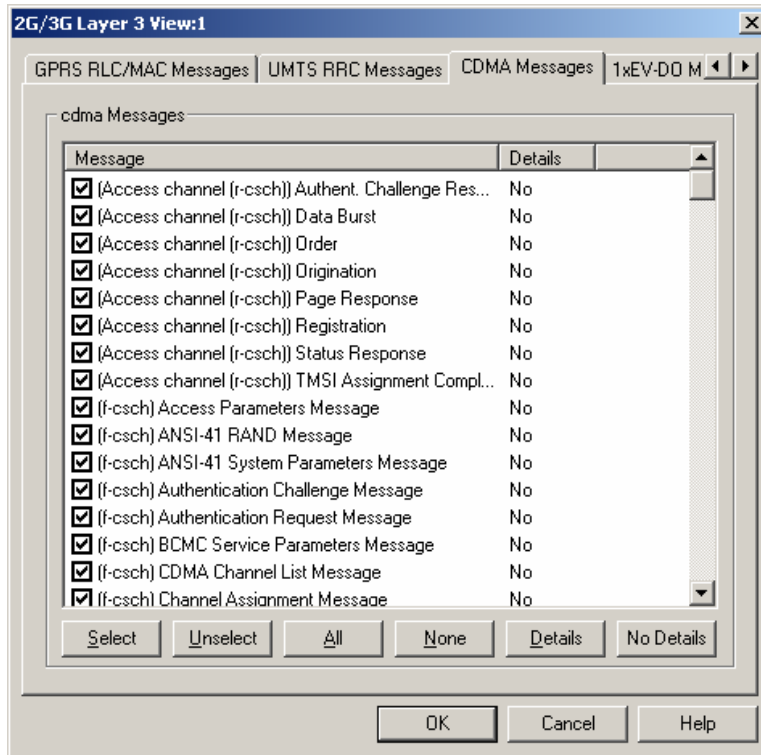 2G/3G Layer 3 View:1
GPRS RLC/MAC Messages UMTS RRC Messages CDMA Messages 1xEV-DO M
cdma Messages
Message Details
(Access channel (r-csch)) Authent. Challenge Res... No
(Access channel (r-csch)) Data Burst No
(Access channel (r-csch)) Order No
(Access channel (r-csch)) Origination No
(Access channel (r-csch)) Page Response No
(Access channel (r-csch)) Registration No
(Access channel (r-csch)) Status Response No
(Access channel (r-csch)) TMSI Assignment Compl... No
(f-csch) Access Parameters Message No
(f-csch) ANSI-41 RAND Message No
(f-csch) ANSI-41 System Parameters Message No
(f-csch) Authentication Challenge Message No
(f-csch) Authentication Request Message No
(f-csch) BCMC Service Parameters Message No
(f-csch) CDMA Channel List Message No
(f-csch) Channel Assignment Message No
Select Unselect All None Details No Details
OK Cancel Help